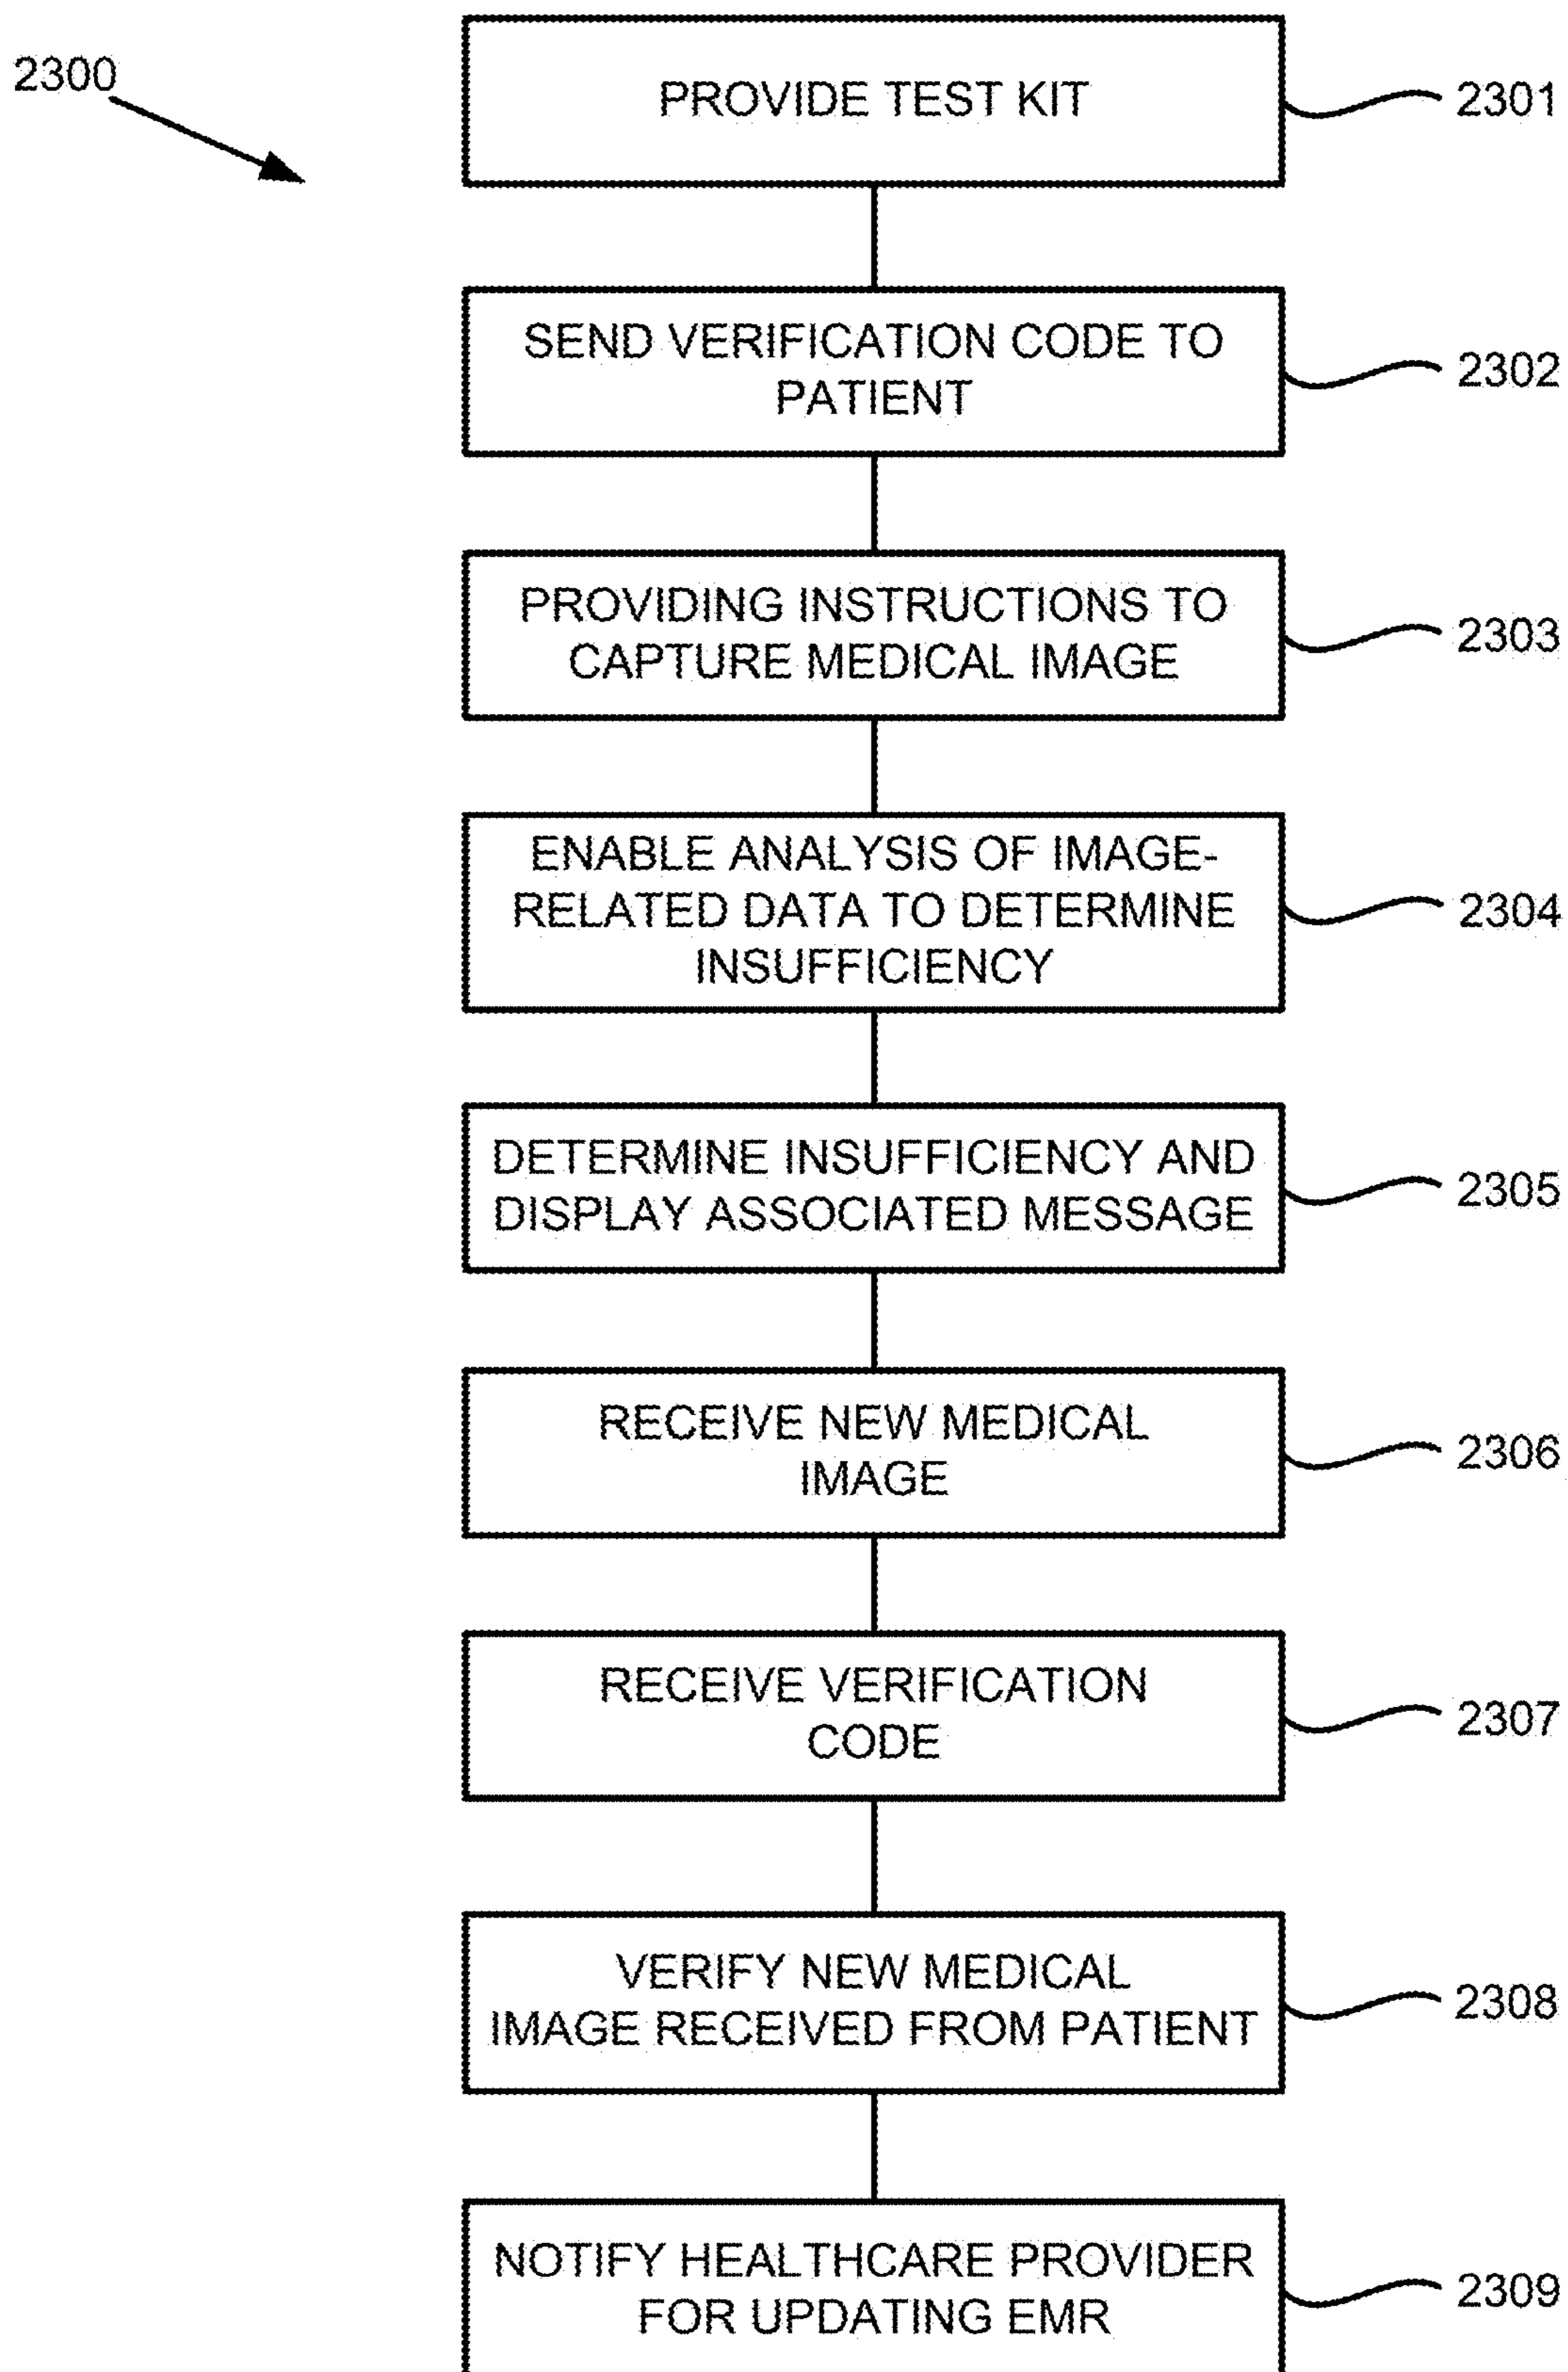 2300
PROVIDE TEST KIT
2301
SEND VERIFICATION CODE TO
PATIENT
2302
PROVIDING INSTRUCTIONS TO
CAPTURE MEDICAL IMAGE
2303
ENABLE ANALYSIS OF IMAGE-
RELATED DATA TO DETERMINE
INSUFFICIENCY
2304
DETERMINE INSUFFICIENCY AND
DISPLAY ASSOCIATED MESSAGE
2305
RECEIVE NEW MEDICAL
IMAGE
2306
RECEIVE VERIFICATION
CODE
2307
VERIFY NEW MEDICAL
IMAGE RECEIVED FROM PATIENT
2308
NOTIFY HEALTHCARE PROVIDER
FOR UPDATING EMR
2309